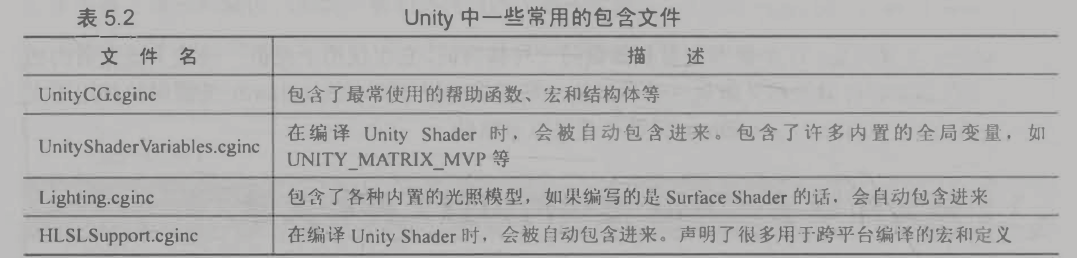 表 5.2 Unity 中一些常用的包含文件
文 件 名 描 述
UnityCG.cginc 包含了最常使用的帮助函数、宏和结构体等
UnityShaderVariables.cginc 在编译 Unity Shader 时，会被自动包含进来。包含了许多内置的全局变量，如
UNITY_MATRIX_MVP 等
Lighting.cginc 包含了各种内置的光照模型，如果编写的是 Surface Shader 的话，会自动包含进来
HLSLSupport.cginc 在编译 Unity Shader 时，会被自动包含进来。声明了很多用于跨平台编译的宏和定义